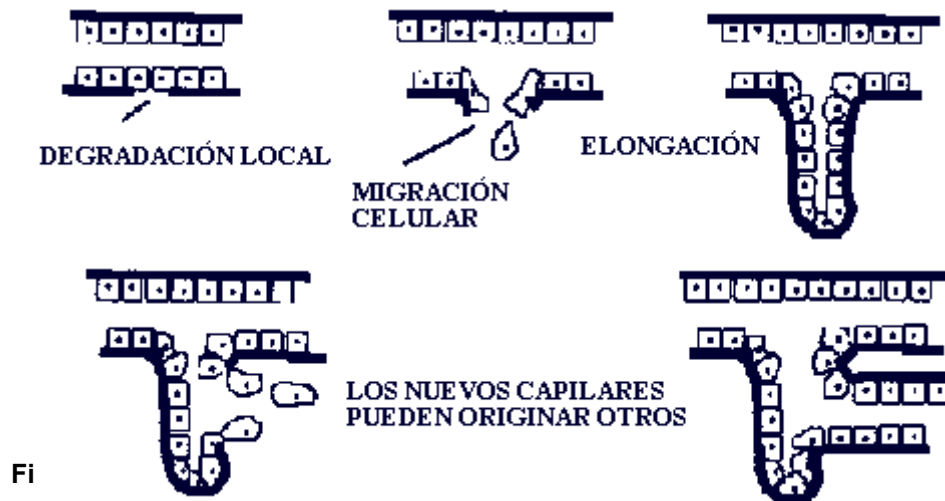 DEGRADACIÓN LOCAL
MIGRACIÓN
CELULAR
ELONGACIÓN
LOS NUEVOS CAPILARES
PUEDEN ORIGINAR OTROS
Fi